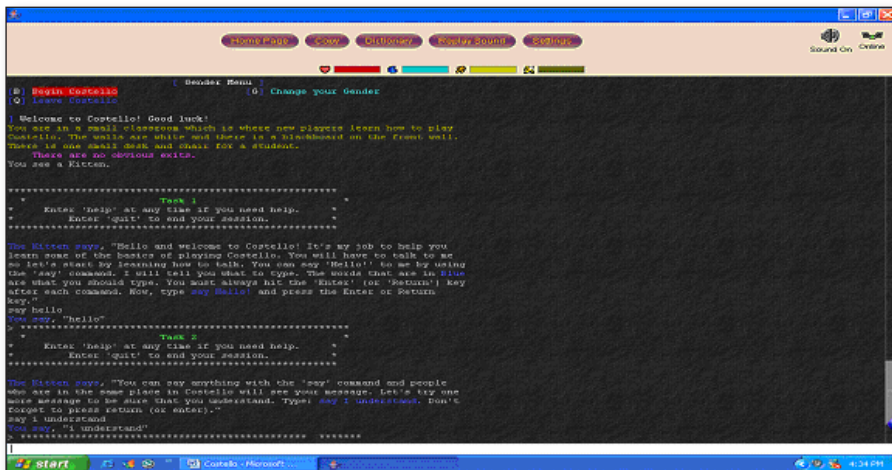 Home Page Copy Dictionary Replay Sound Settings
Sound On Online
[ Gender Menu ]
[B] Begin Costello [G] Change your Gender
[Q] Leave Costello
] Welcome to Costello! Good luck!
You are in a small classroom which is where new players learn how to play
Costello. The walls are white and there is a blackboard on the front wall.
There is one small desk and chair for a student.
There are no obvious exits.
You see a Kitten.
******************************************************
* Task 1 *
* Enter 'help' at any time if you need help. *
* Enter 'quit' to end your session. *
******************************************************
The Kitten says, "Hello and welcome to Costello! It's my job to help you
learn some of the basics of playing Costello. You will have to talk to me
so let's start by learning how to talk. You can say 'Hello!' to me by using
the 'say' command. I will tell you what to type. The words that are in Blue
are what you should type. You must always hit the 'Enter' (or 'Return') key
after each command. Now, type say Hello! and press the Enter or Return
key."
say hello
You say, "hello"
> ******************************************************
* Task 2 *
* Enter 'help' at any time if you need help. *
* Enter 'quit' to end your session. *
******************************************************
The Kitten says, "You can say anything with the 'say' command and people
who are in the same place in Costello will see your message. Let's try one
more message to be sure that you understand. Type: say I understand. Don't
forget to press return (or enter)."
say i understand
You say, "i understand"
> *********************************************** *******
start Costello - Microsoft ... 4:34 PM